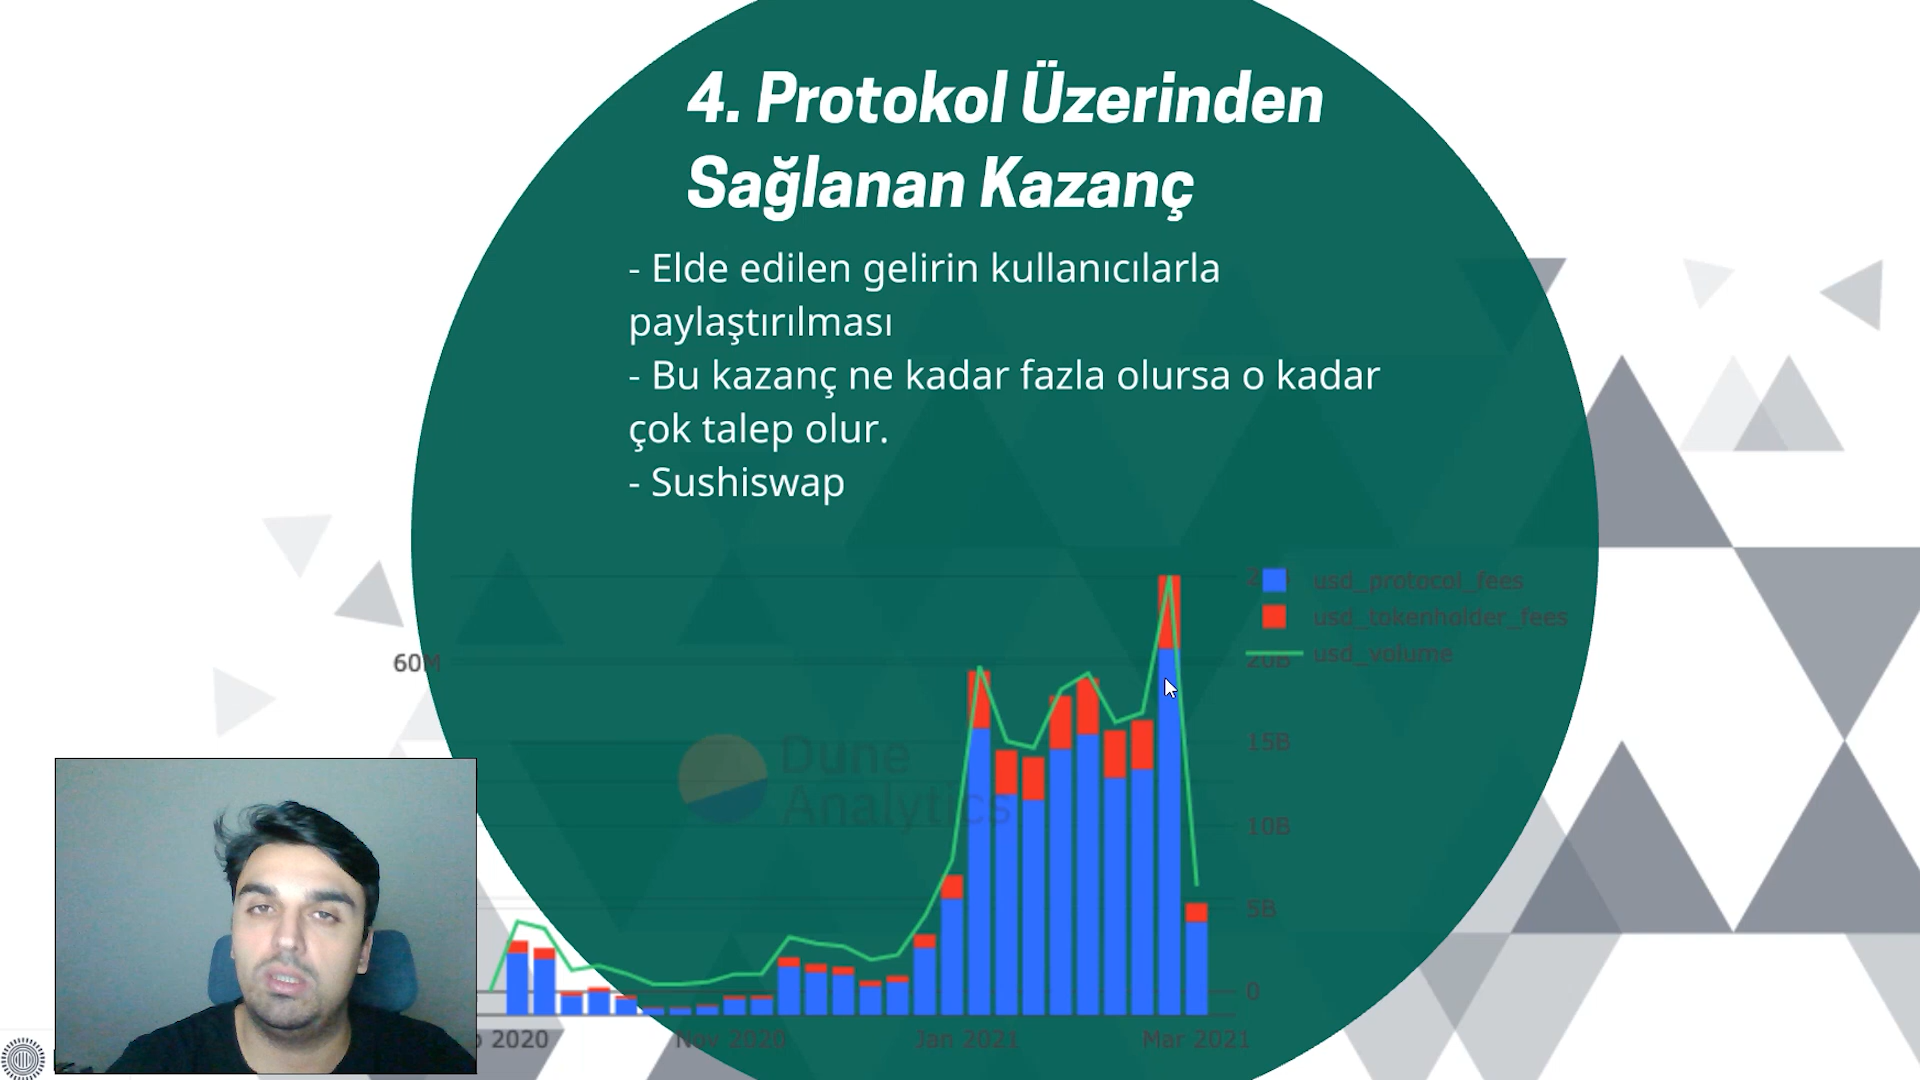 4. Protokol Üzerinden
Sağlanan Kazanç
- Elde edilen gelirin kullanıcılarla
paylaştırılması
- Bu kazanç ne kadar fazla olursa o kadar
çok talep olur.
- Sushiswap
usd_protocol_fees
usd_tokenholder_fees
usd_volume
60M
20B
15B
10B
5B
0
Dune
Analytics
2020
Nov 2020
Jan 2021
Mar 2021